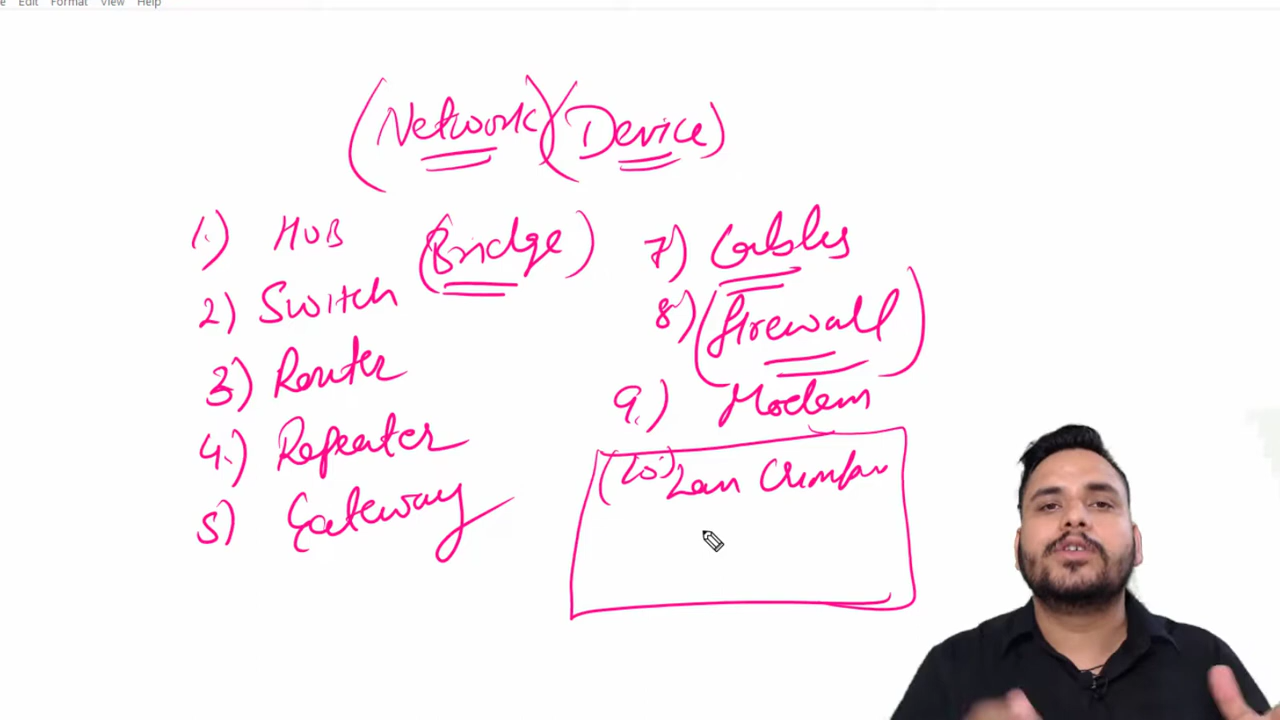 Edit Format View Help
(Network)(Device)
1.) HUB
(Bridge)
2) Switch
3) Router
4.) Repeater
5) Gateway
7) Cables
8) (firewall)
9.) Modem
(10.) Lan